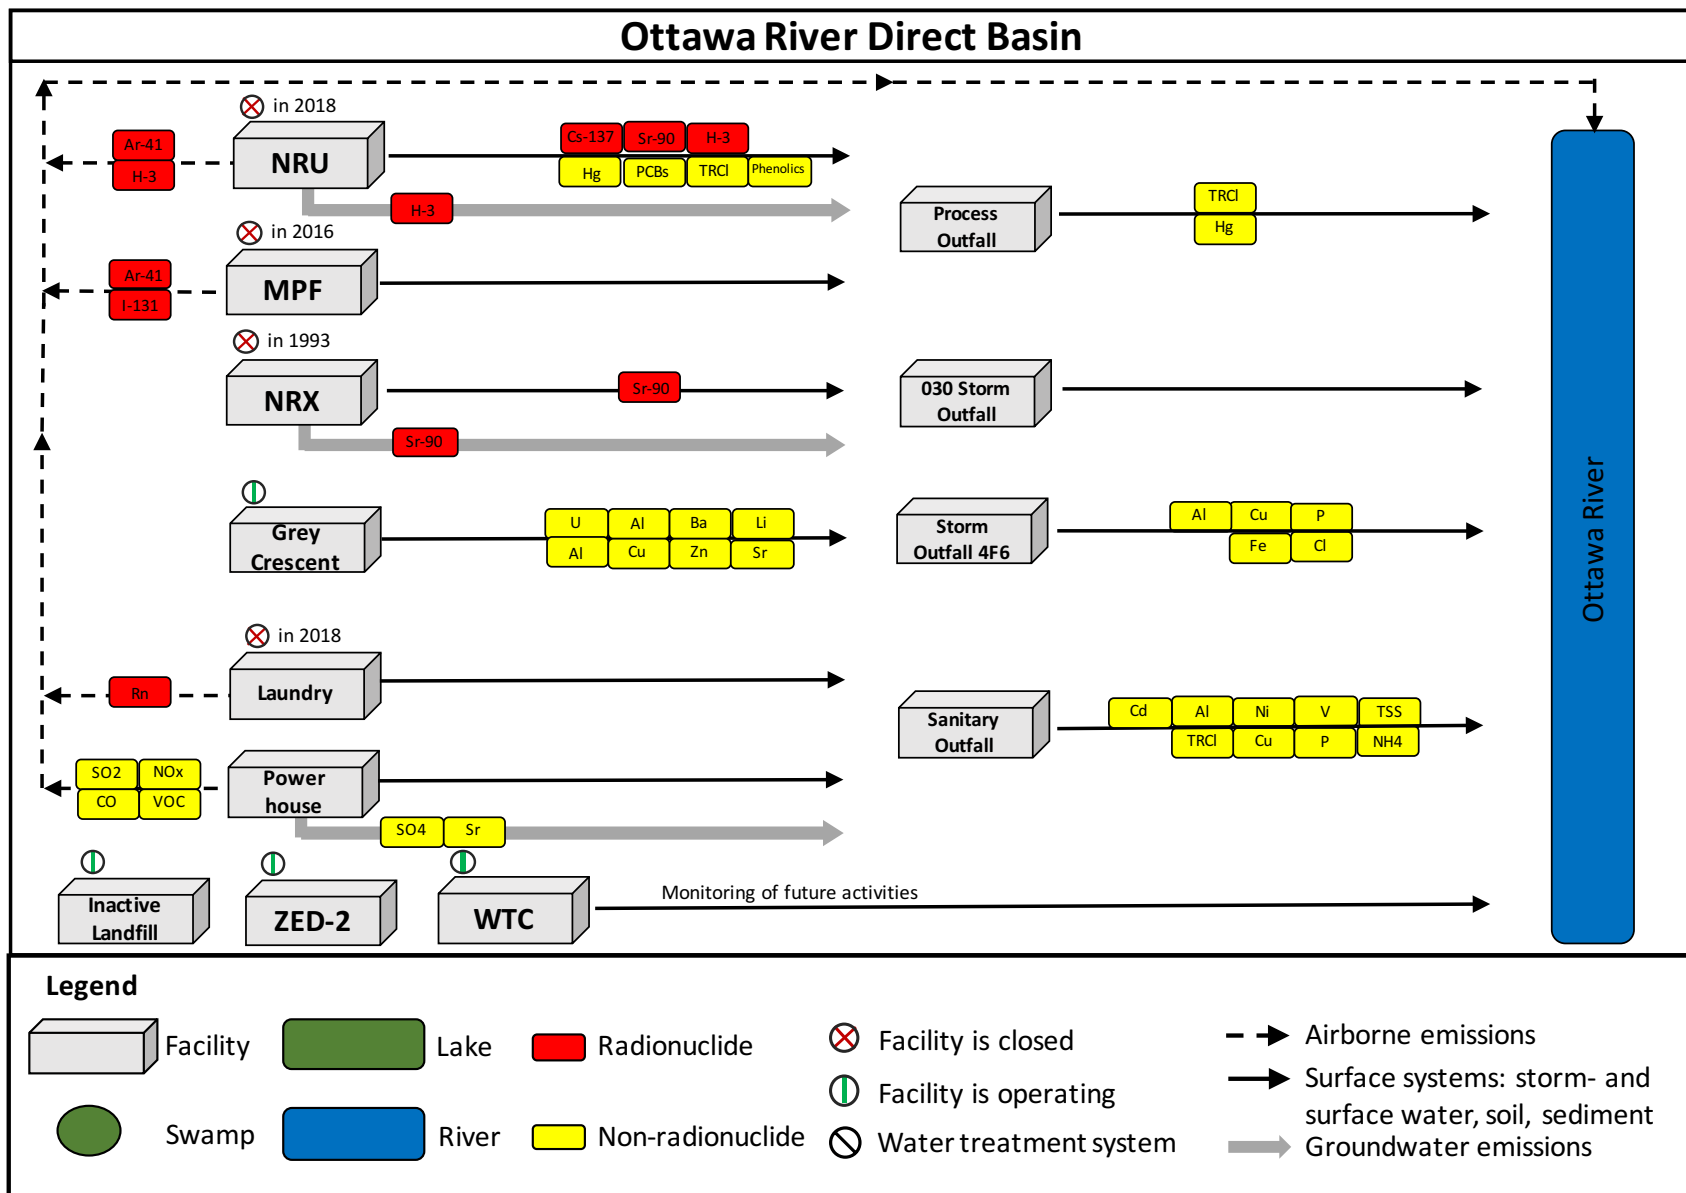 Ottawa River Direct Basin
in 2018
Ar-41
H-3
NRU
Cs-137 Sr-90 H-3
Hg PCBs TRCl Phenolics
H-3
Process
Outfall
TRCl
Hg
in 2016
Ar-41
I-131
MPF
in 1993
NRX
Sr-90
Sr-90
030 Storm
Outfall
Grey
Crescent
U Al Ba Li
Al Cu Zn Sr
Storm
Outfall 4F6
Al Cu P
Fe Cl
Ottawa River
in 2018
Rn
Laundry
Sanitary
Outfall
Cd Al Ni V TSS
TRCl Cu P NH4
SO2 NOx
CO VOC
Power
house
SO4 Sr
Inactive
Landfill
ZED-2
WTC
Monitoring of future activities
Legend
Facility
Lake
Radionuclide
Facility is closed
Airborne emissions
Facility is operating
Surface systems: storm- and
surface water, soil, sediment
Swamp
River
Non-radionuclide
Water treatment system
Groundwater emissions